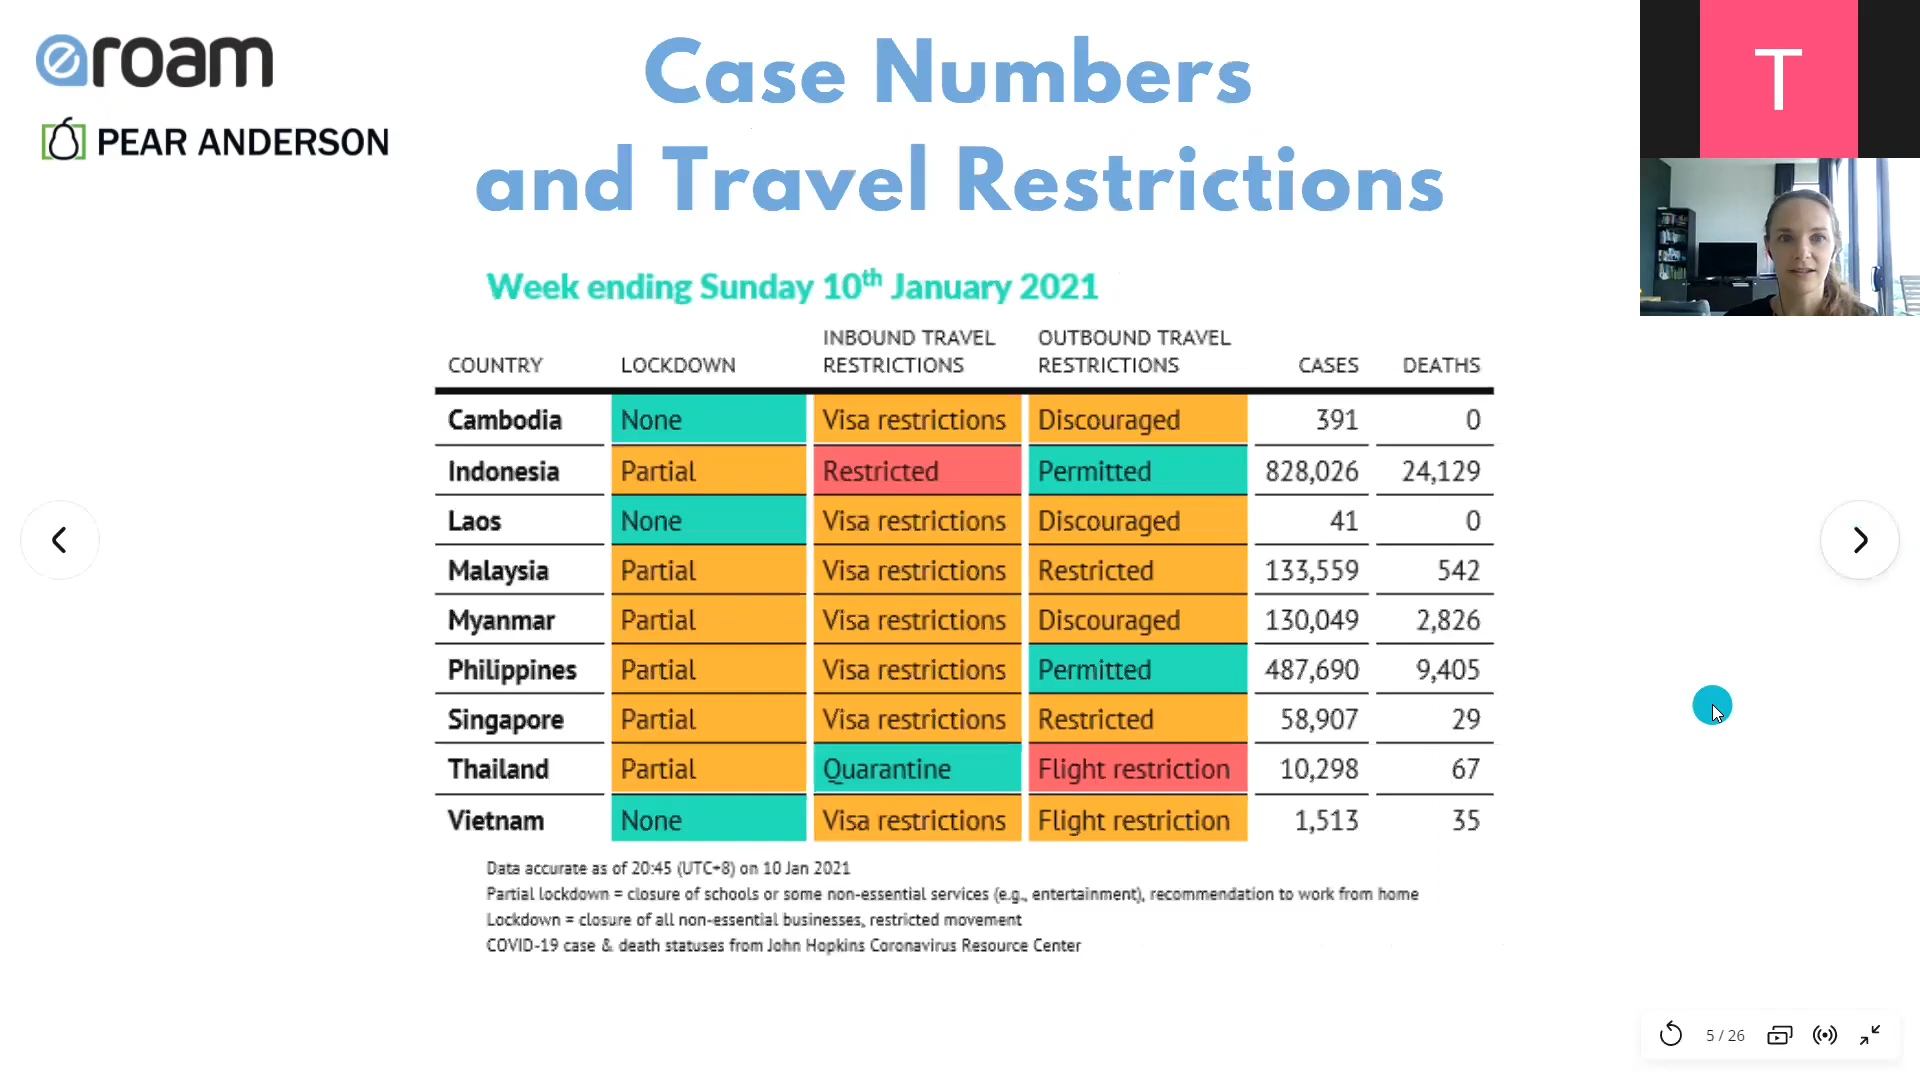 eroam
PEAR ANDERSON
Case Numbers
and Travel Restrictions
T
Week ending Sunday 10th January 2021
COUNTRY LOCKDOWN INBOUND TRAVEL RESTRICTIONS OUTBOUND TRAVEL RESTRICTIONS CASES DEATHS
Cambodia None Visa restrictions Discouraged 391 0
Indonesia Partial Restricted Permitted 828,026 24,129
Laos None Visa restrictions Discouraged 41 0
Malaysia Partial Visa restrictions Restricted 133,559 542
Myanmar Partial Visa restrictions Discouraged 130,049 2,826
Philippines Partial Visa restrictions Permitted 487,690 9,405
Singapore Partial Visa restrictions Restricted 58,907 29
Thailand Partial Quarantine Flight restriction 10,298 67
Vietnam None Visa restrictions Flight restriction 1,513 35
Data accurate as of 20:45 (UTC+8) on 10 Jan 2021
Partial lockdown = closure of schools or some non-essential services (e.g., entertainment), recommendation to work from home
Lockdown = closure of all non-essential businesses, restricted movement
COVID-19 case & death statuses from John Hopkins Coronavirus Resource Center
5 / 26